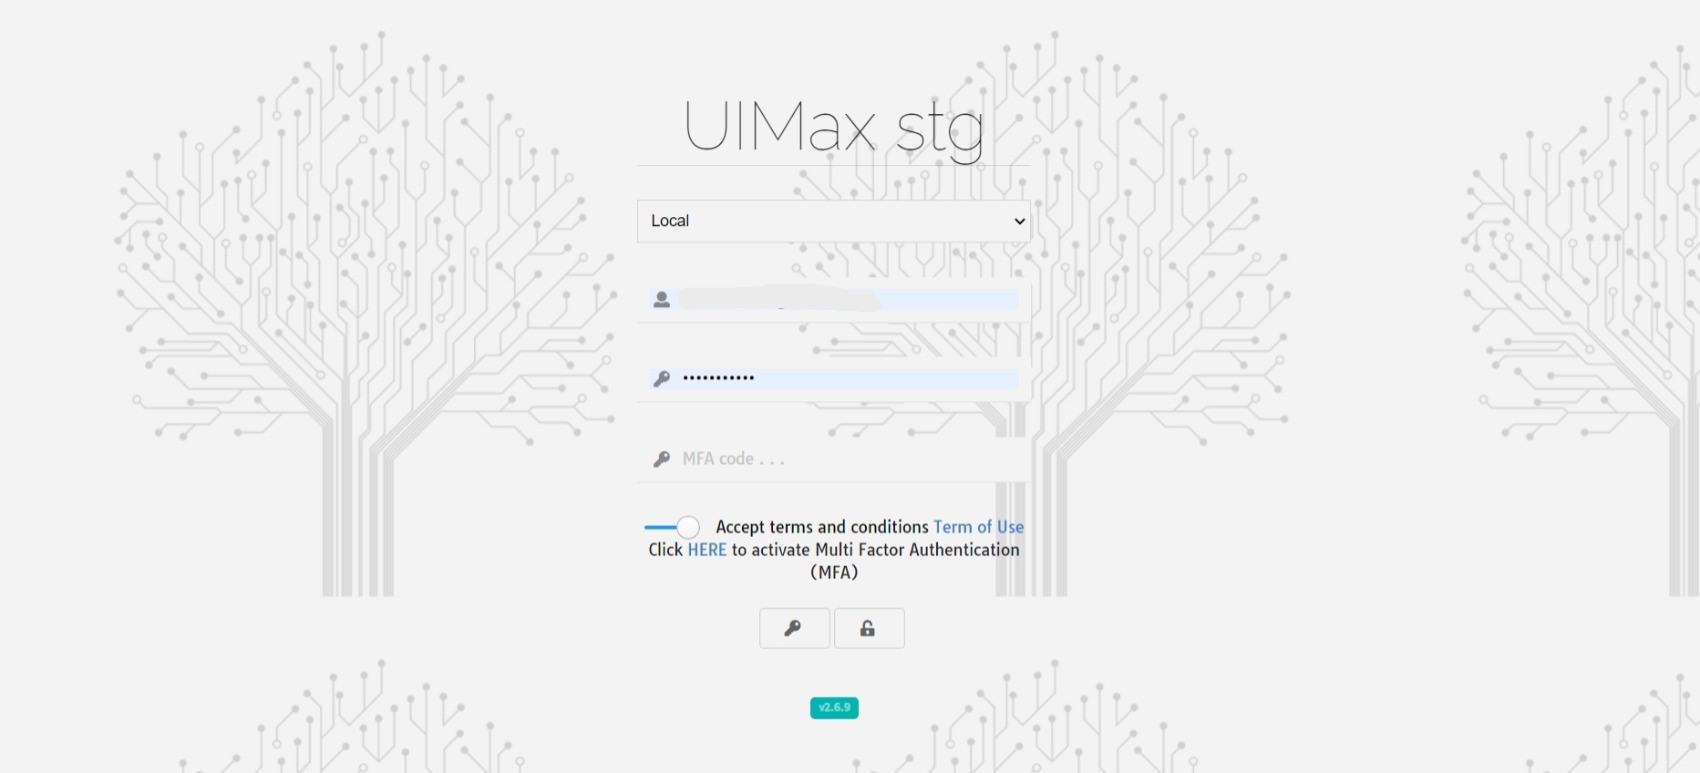 UIMax stg
Local
•••••••••••
MFA code . . .
Accept terms and conditions Term of Use
Click HERE to activate Multi Factor Authentication
(MFA)
v2.6.9